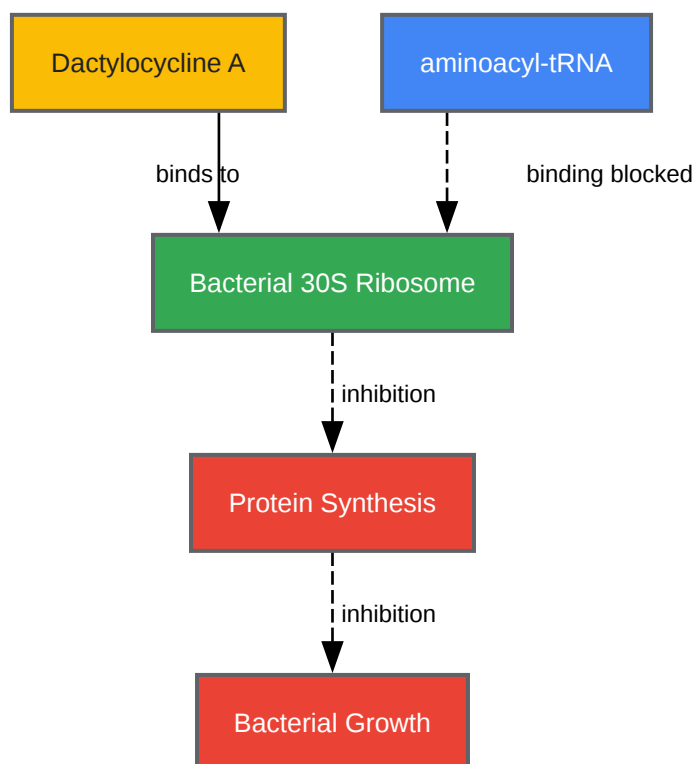 Dactylocycline A
aminoacyl-tRNA
binds to
binding blocked
Bacterial 30S Ribosome
inhibition
Protein Synthesis
inhibition
Bacterial Growth